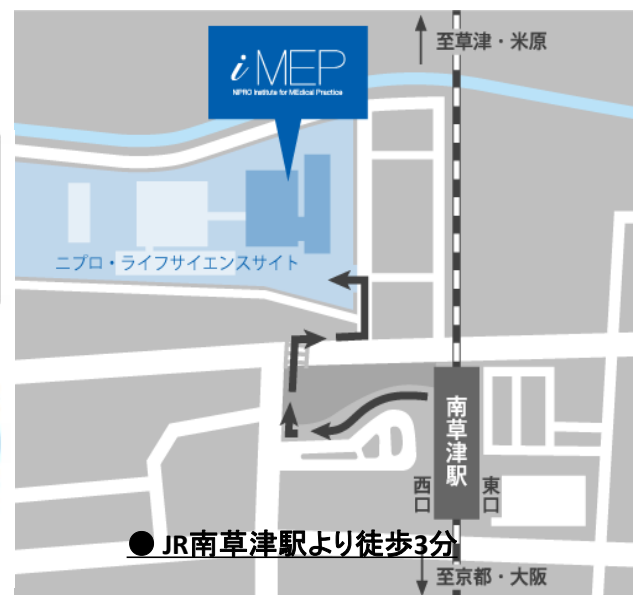 至草津・米原
i MEP
NIPRO Institute for MEdical Practice
ニプロ・ライフサイエンスサイト
南草津駅
西口
東口
● JR南草津駅より徒歩3分
至京都・大阪